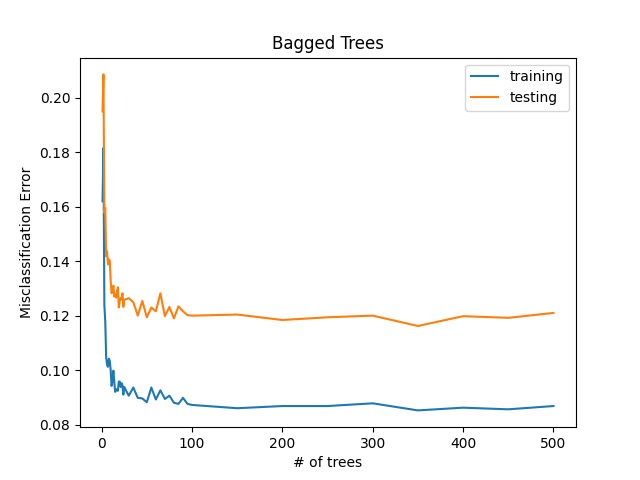 Bagged Trees
training
testing
Misclassification Error
0.20
0.18
0.16
0.14
0.12
0.10
0.08
0
100
200
300
400
500
# of trees